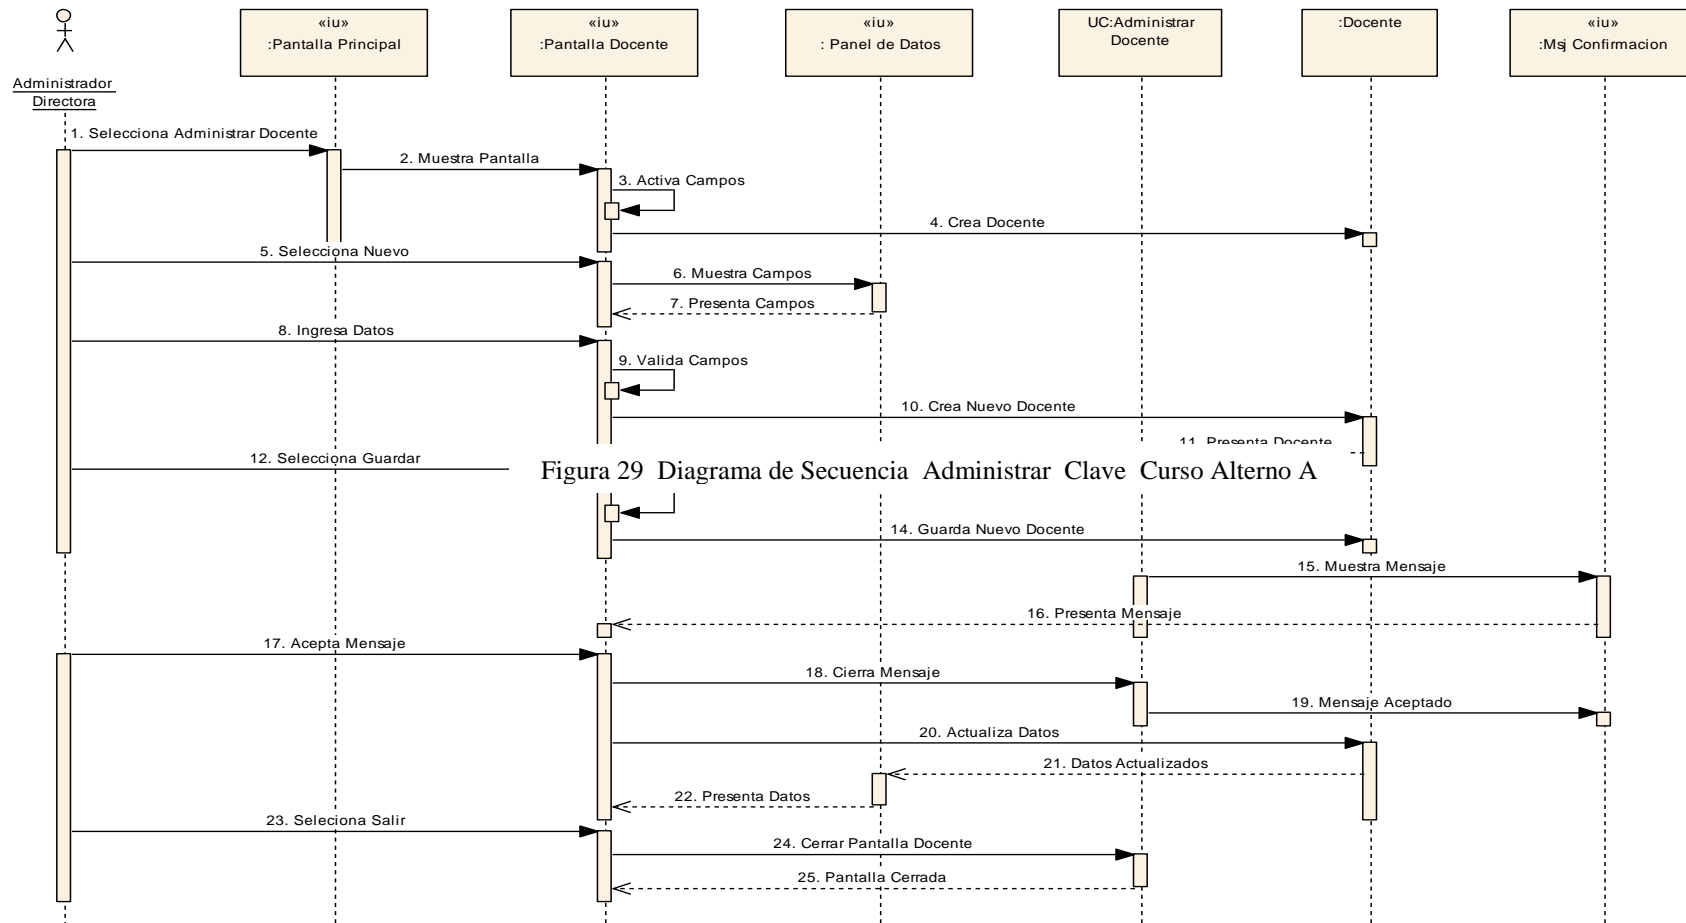 «iu»
:Pantalla Principal
«iu»
:Pantalla Docente
«iu»
: Panel de Datos
UC:Administrar
Docente
:Docente
«iu»
:Msj Confirmacion
Administrador
Directora
1. Selecciona Administrar Docente
2. Muestra Pantalla
3. Activa Campos
4. Crea Docente
5. Selecciona Nuevo
6. Muestra Campos
7. Presenta Campos
8. Ingresa Datos
9. Valida Campos
10. Crea Nuevo Docente
11. Presenta Docente
12. Selecciona Guardar
Figura 29 Diagrama de Secuencia Administrar Clave Curso Alterno A
14. Guarda Nuevo Docente
15. Muestra Mensaje
16. Presenta Mensaje
17. Acepta Mensaje
18. Cierra Mensaje
19. Mensaje Aceptado
20. Actualiza Datos
21. Datos Actualizados
22. Presenta Datos
23. Seleciona Salir
24. Cerrar Pantalla Docente
25. Pantalla Cerrada